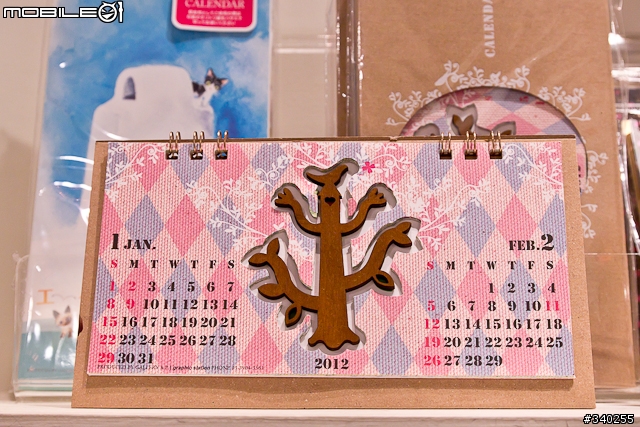 MOBILE01
CALENDAR
CALENDAR
1 JAN.
S M T W T F S
1 2 3 4 5 6 7
8 9 10 11 12 13 14
15 16 17 18 19 20 21
22 23 24 25 26 27 28
29 30 31
FEB.2
S M T W T F S
1 2 3 4
5 6 7 8 9 10 11
12 13 14 15 16 17 18
19 20 21 22 23 24 25
26 27 28 29
2012
#340255